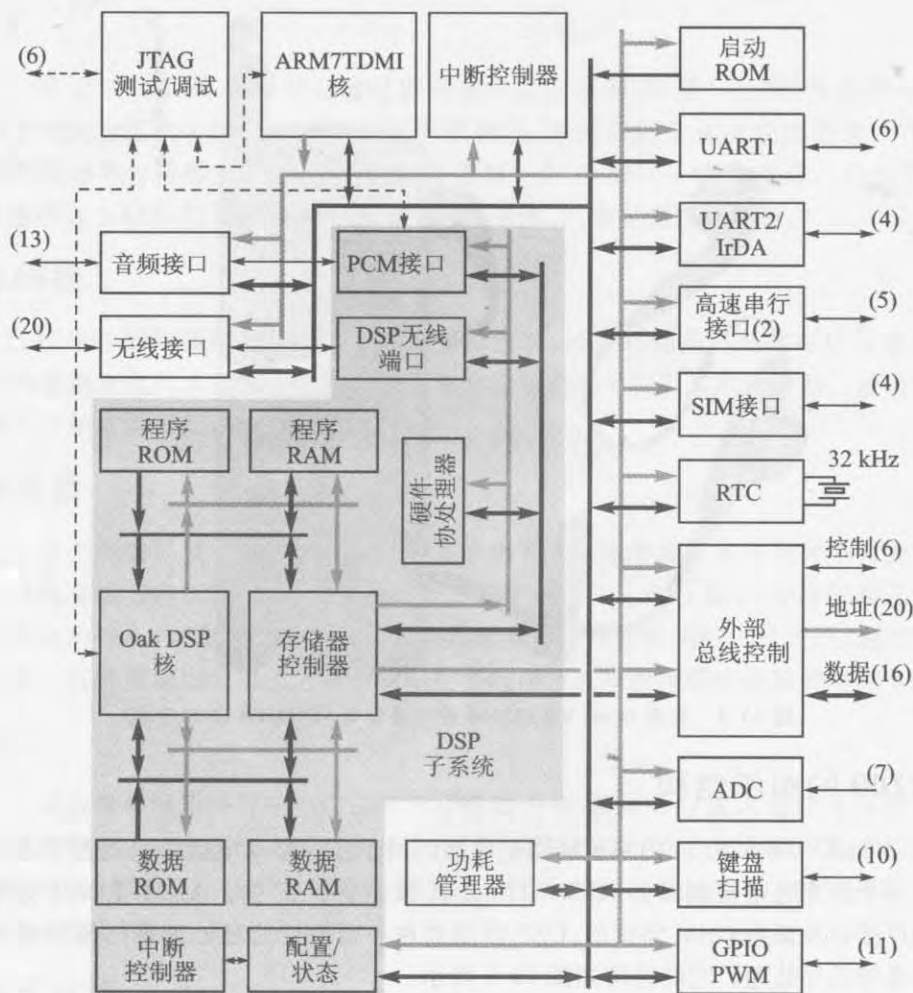 (6)
JTAG
测试/调试
ARM7TDMI
核
中断控制器
启动
ROM
UART1
(6)
UART2/
IrDA
(4)
(13)
音频接口
PCM接口
高速串行
接口(2)
(5)
(20)
无线接口
DSP无线
端口
SIM接口
(4)
程序
ROM
程序
RAM
硬件
协处理器
RTC
32 kHz
Oak DSP
核
存储器
控制器
外部
总线控制
控制(6)
地址(20)
数据(16)
DSP
子系统
ADC
(7)
数据
ROM
数据
RAM
功耗
管理器
键盘
扫描
(10)
中断
控制器
配置/
状态
GPIO
PWM
(11)